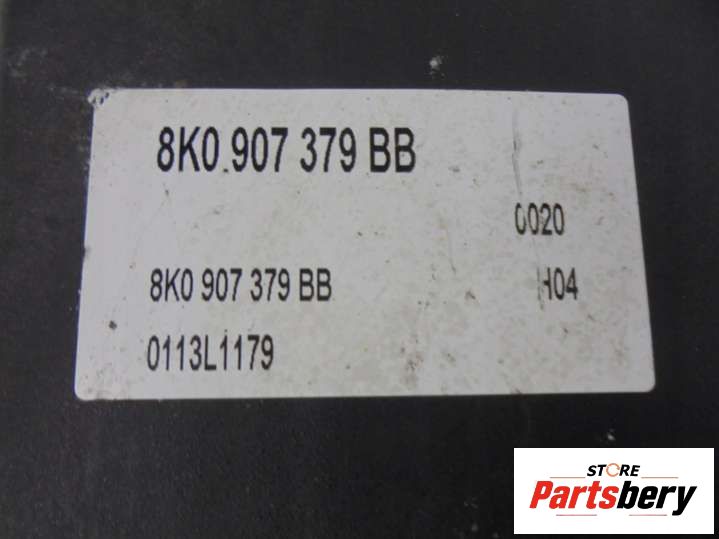 8K0 907 379 BB
0020
8K0 907 379 BB H04
0113L1179
STORE
Partsbery